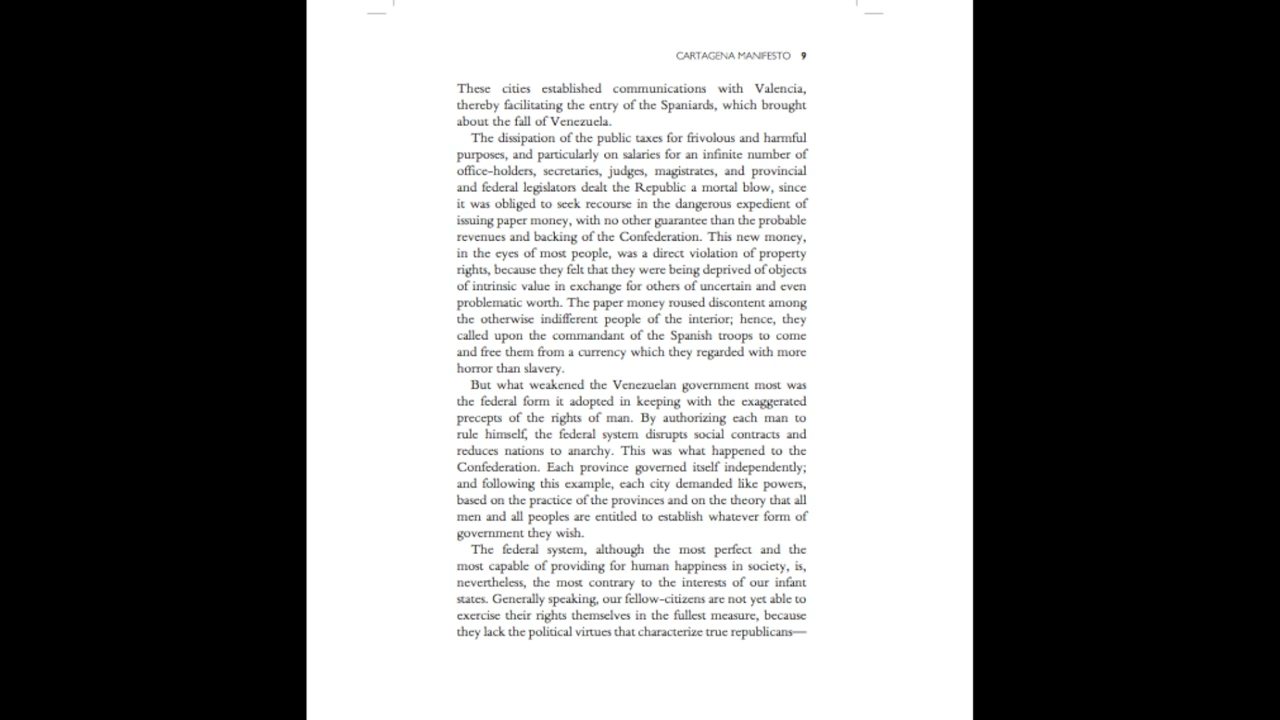 CARTAGENA MANIFESTO 9
These cities established communications with Valencia,
thereby facilitating the entry of the Spaniards, which brought
about the fall of Venezuela.
The dissipation of the public taxes for frivolous and harmful
purposes, and particularly on salaries for an infinite number of
office-holders, secretaries, judges, magistrates, and provincial
and federal legislators dealt the Republic a mortal blow, since
it was obliged to seek recourse in the dangerous expedient of
issuing paper money, with no other guarantee than the probable
revenues and backing of the Confederation. This new money,
in the eyes of most people, was a direct violation of property
rights, because they felt that they were being deprived of objects
of intrinsic value in exchange for others of uncertain and even
problematic worth. The paper money roused discontent among
the otherwise indifferent people of the interior; hence, they
called upon the commandant of the Spanish troops to come
and free them from a currency which they regarded with more
horror than slavery.
But what weakened the Venezuelan government most was
the federal form it adopted in keeping with the exaggerated
precepts of the rights of man. By authorizing each man to
rule himself, the federal system disrupts social contracts and
reduces nations to anarchy. This was what happened to the
Confederation. Each province governed itself independently;
and following this example, each city demanded like powers,
based on the practice of the provinces and on the theory that all
men and all peoples are entitled to establish whatever form of
government they wish.
The federal system, although the most perfect and the
most capable of providing for human happiness in society, is,
nevertheless, the most contrary to the interests of our infant
states. Generally speaking, our fellow-citizens are not yet able to
exercise their rights themselves in the fullest measure, because
they lack the political virtues that characterize true republicans—